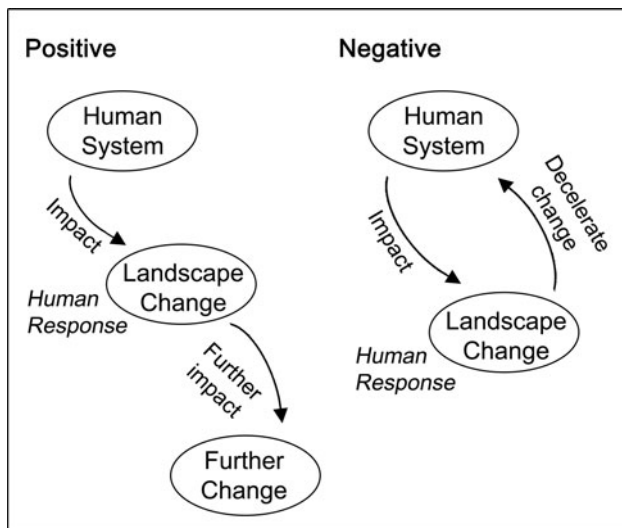 Positive
Human
System
Impact
Landscape
Change
Human
Response
Further
impact
Further
Change
Negative
Human
System
Impact
Decelerate
change
Landscape
Change
Human
Response